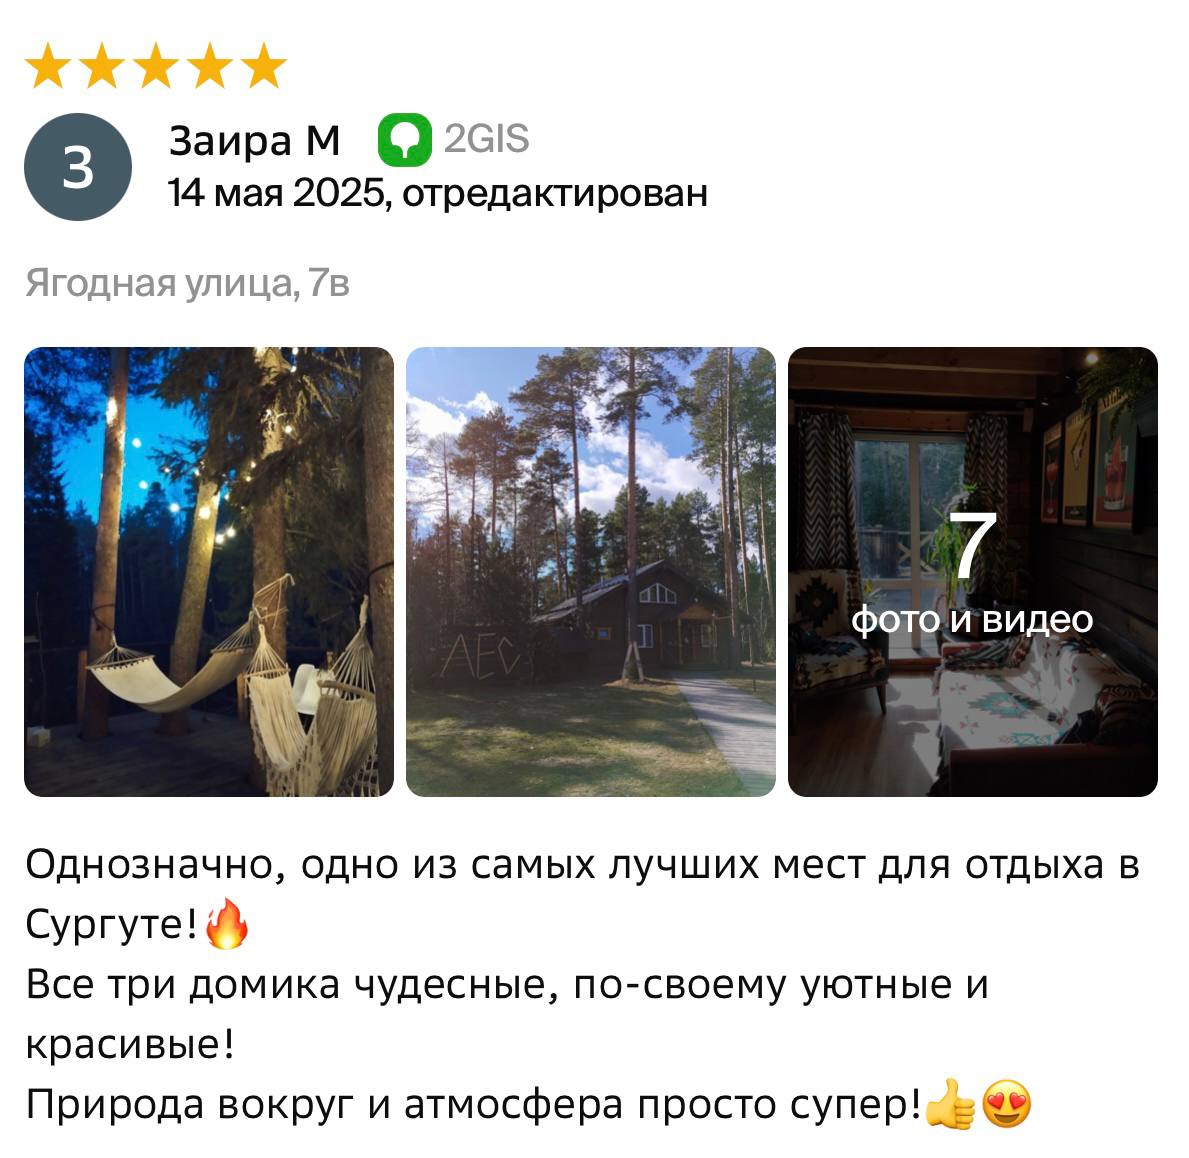 З
Заира М
2GIS
14 мая 2025, отредактирован
Ягодная улица, 7в
ЛЕС
7
фото и видео
Однозначно, одно из самых лучших мест для отдыха в
Сургуте!🔥
Все три домика чудесные, по-своему уютные и
красивые!
Природа вокруг и атмосфера просто супер!👍😍